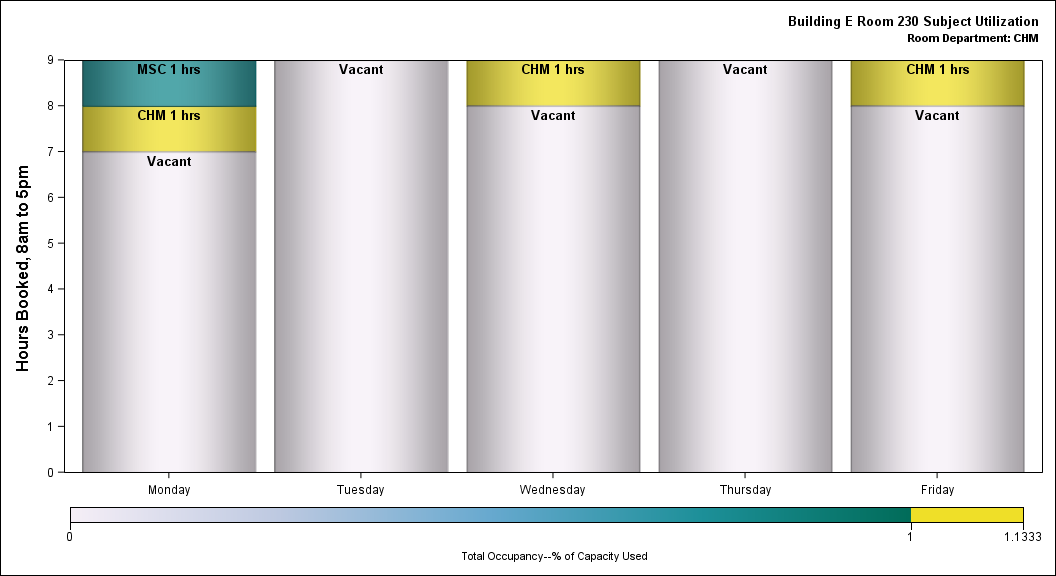 Building E Room 230 Subject Utilization
Room Department: CHM
Hours Booked, 8am to 5pm
9
8
7
6
5
4
3
2
1
0
MSC 1 hrs
CHM 1 hrs
Vacant
Vacant
CHM 1 hrs
Vacant
Vacant
CHM 1 hrs
Vacant
Monday Tuesday Wednesday Thursday Friday
0 1 1.1333
Total Occupancy--% of Capacity Used